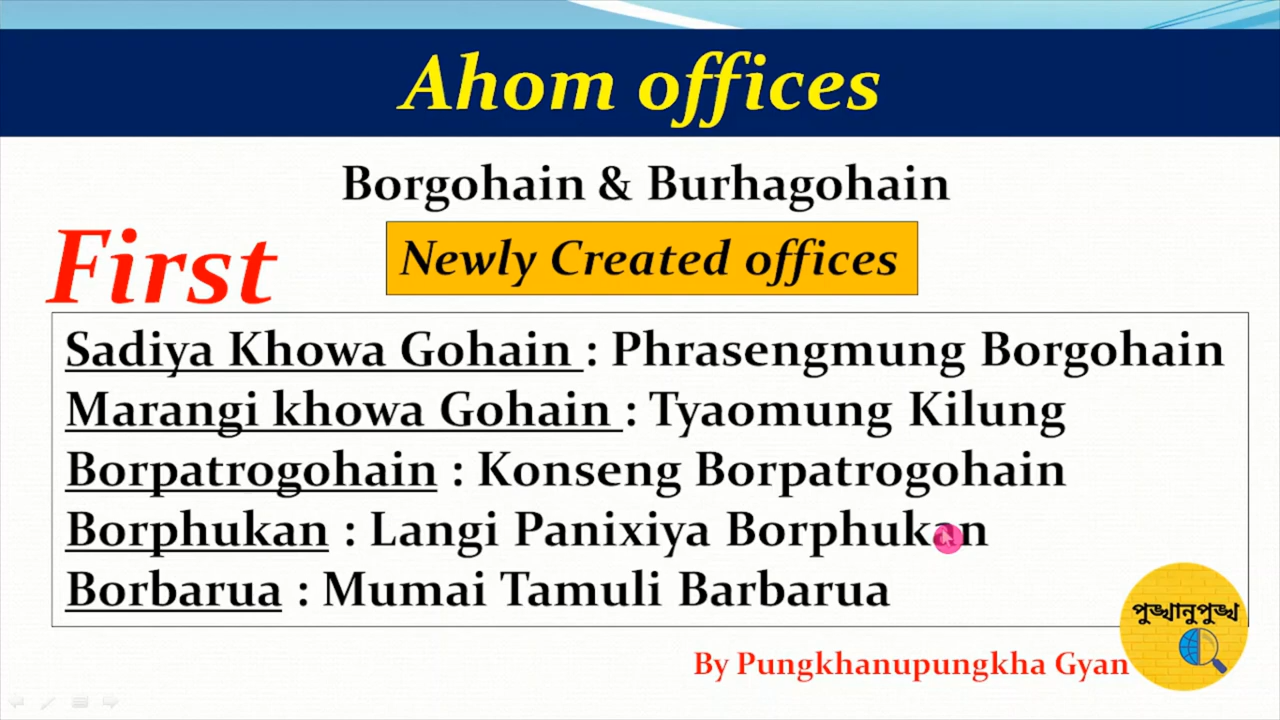 Ahom offices
Borgohain & Burhagohain
First
Newly Created offices
Sadiya Khowa Gohain : Phrasengmung Borgohain
Marangi khowa Gohain : Tyaomung Kilung
Borpatrogohain : Konseng Borpatrogohain
Borphukan : Langi Panixiya Borphukan
Borbarua : Mumai Tamuli Barbarua
পুঙ্খানুপুঙ্খ
By Pungkhanupungkha Gyan